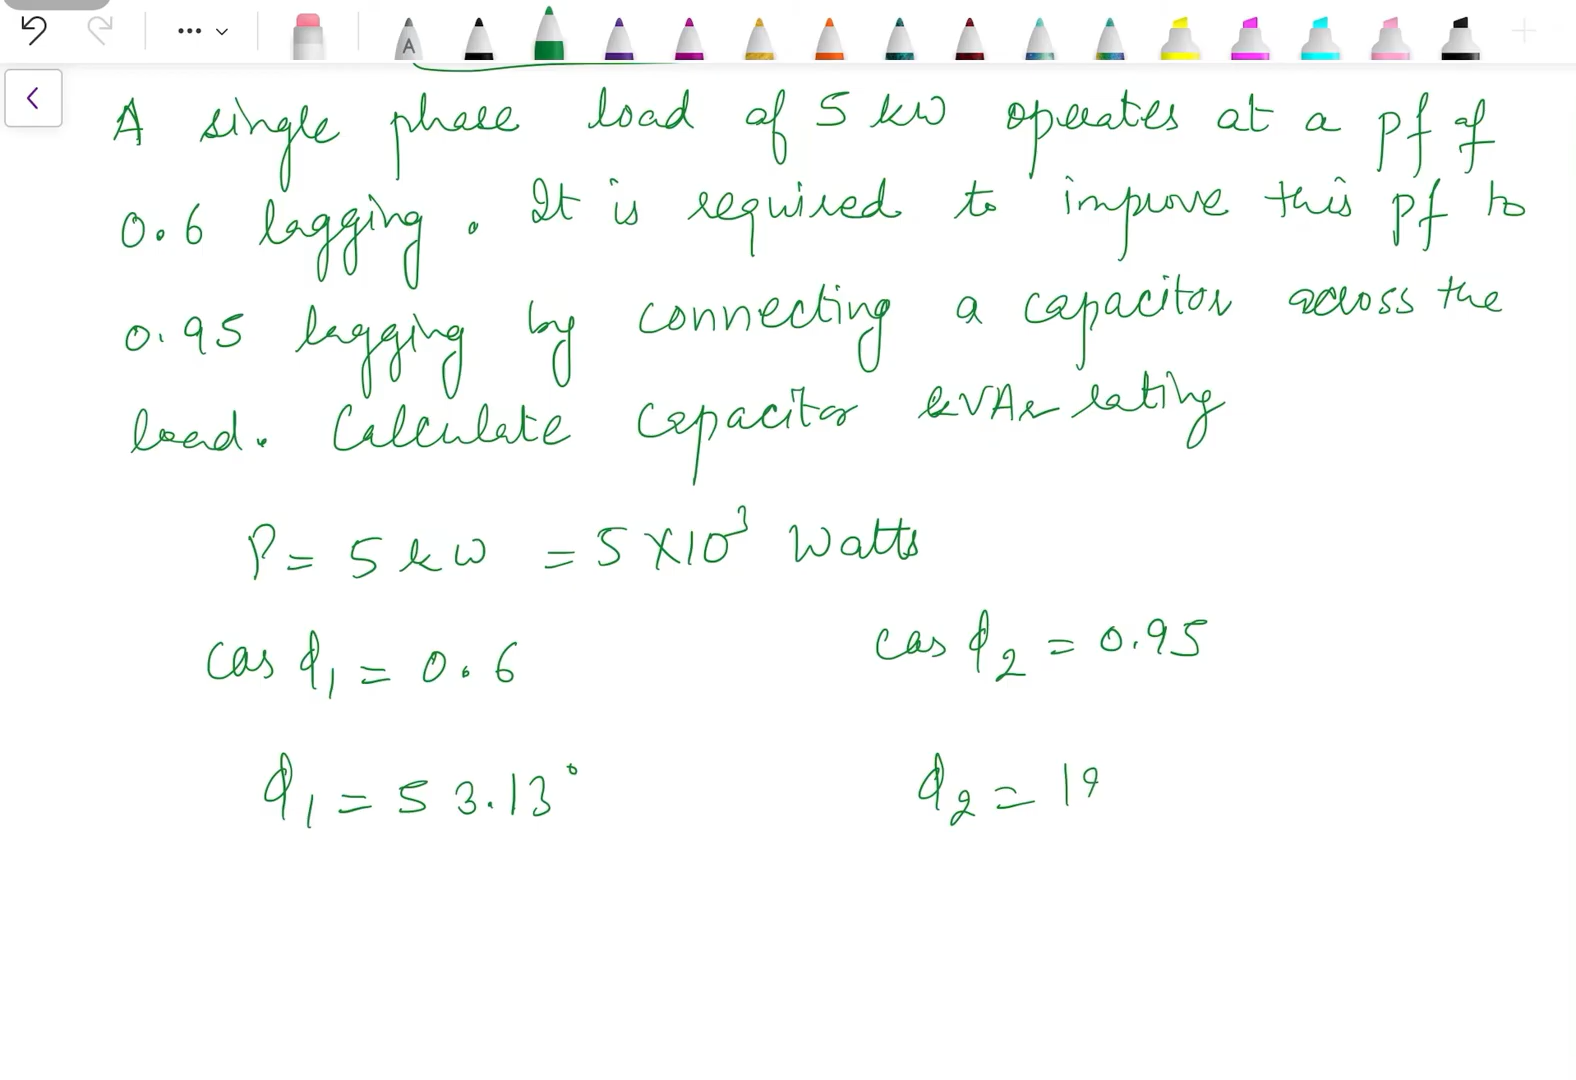 A single phase load of 5 kW operates at a pf of
0.6 lagging. It is required to improve this pf to
0.95 lagging by connecting a capacitor across the
load. Calculate capacitor kVAr rating
P = 5 kW = 5 X10³ Watts
cos ϕ₁ = 0.6 cos ϕ₂ = 0.95
ϕ₁ = 53.13° ϕ₂ = 19